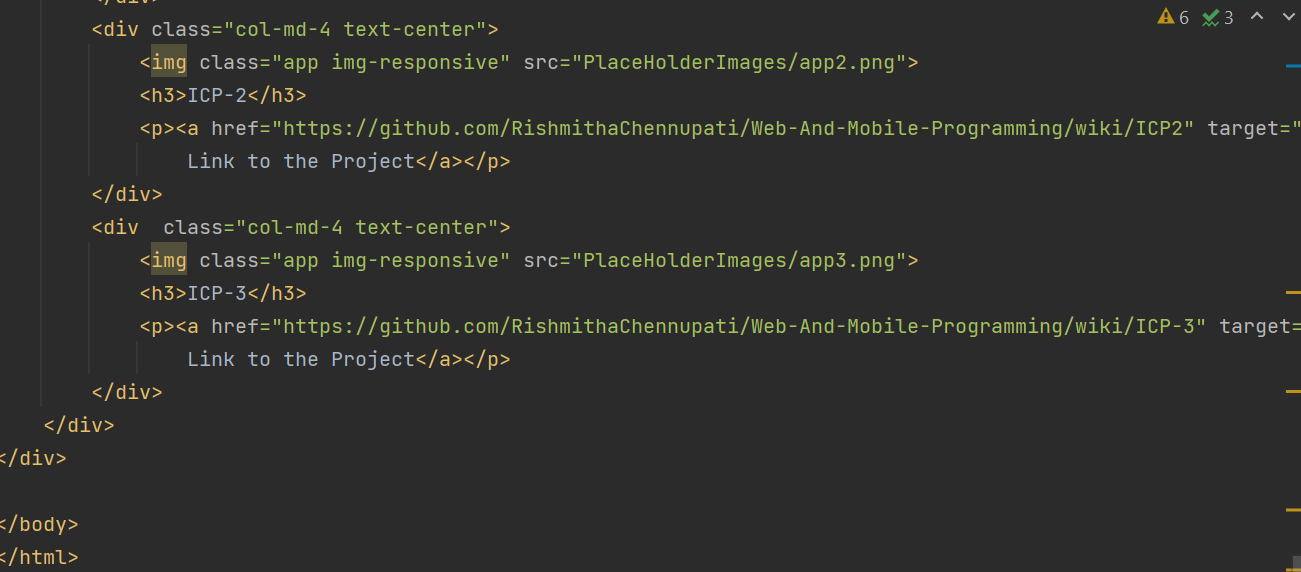 </div>
<div class="col-md-4 text-center">
6 3
<img class="app img-responsive" src="PlaceHolderImages/app2.png">
<h3>ICP-2</h3>
<p><a href="https://github.com/RishmithaChennupati/Web-And-Mobile-Programming/wiki/ICP2" target="
Link to the Project</a></p>
</div>
<div  class="col-md-4 text-center">
<img class="app img-responsive" src="PlaceHolderImages/app3.png">
<h3>ICP-3</h3>
<p><a href="https://github.com/RishmithaChennupati/Web-And-Mobile-Programming/wiki/ICP-3" target=
Link to the Project</a></p>
</div>
</div>
</div>
</body>
</html>